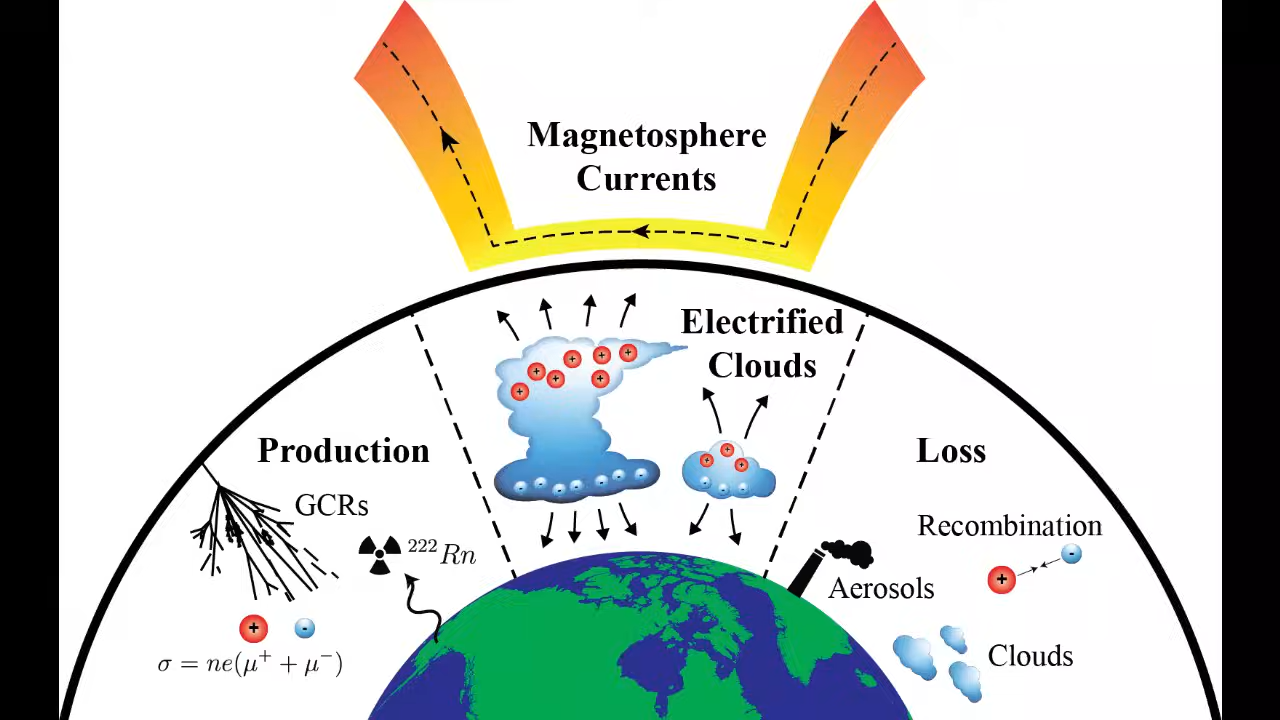 Magnetosphere
Currents
Electrified
Clouds
Production
GCRs
²²²Rn
+ -
σ = ne(μ⁺ + μ⁻)
Loss
Recombination
+ -
Aerosols
Clouds